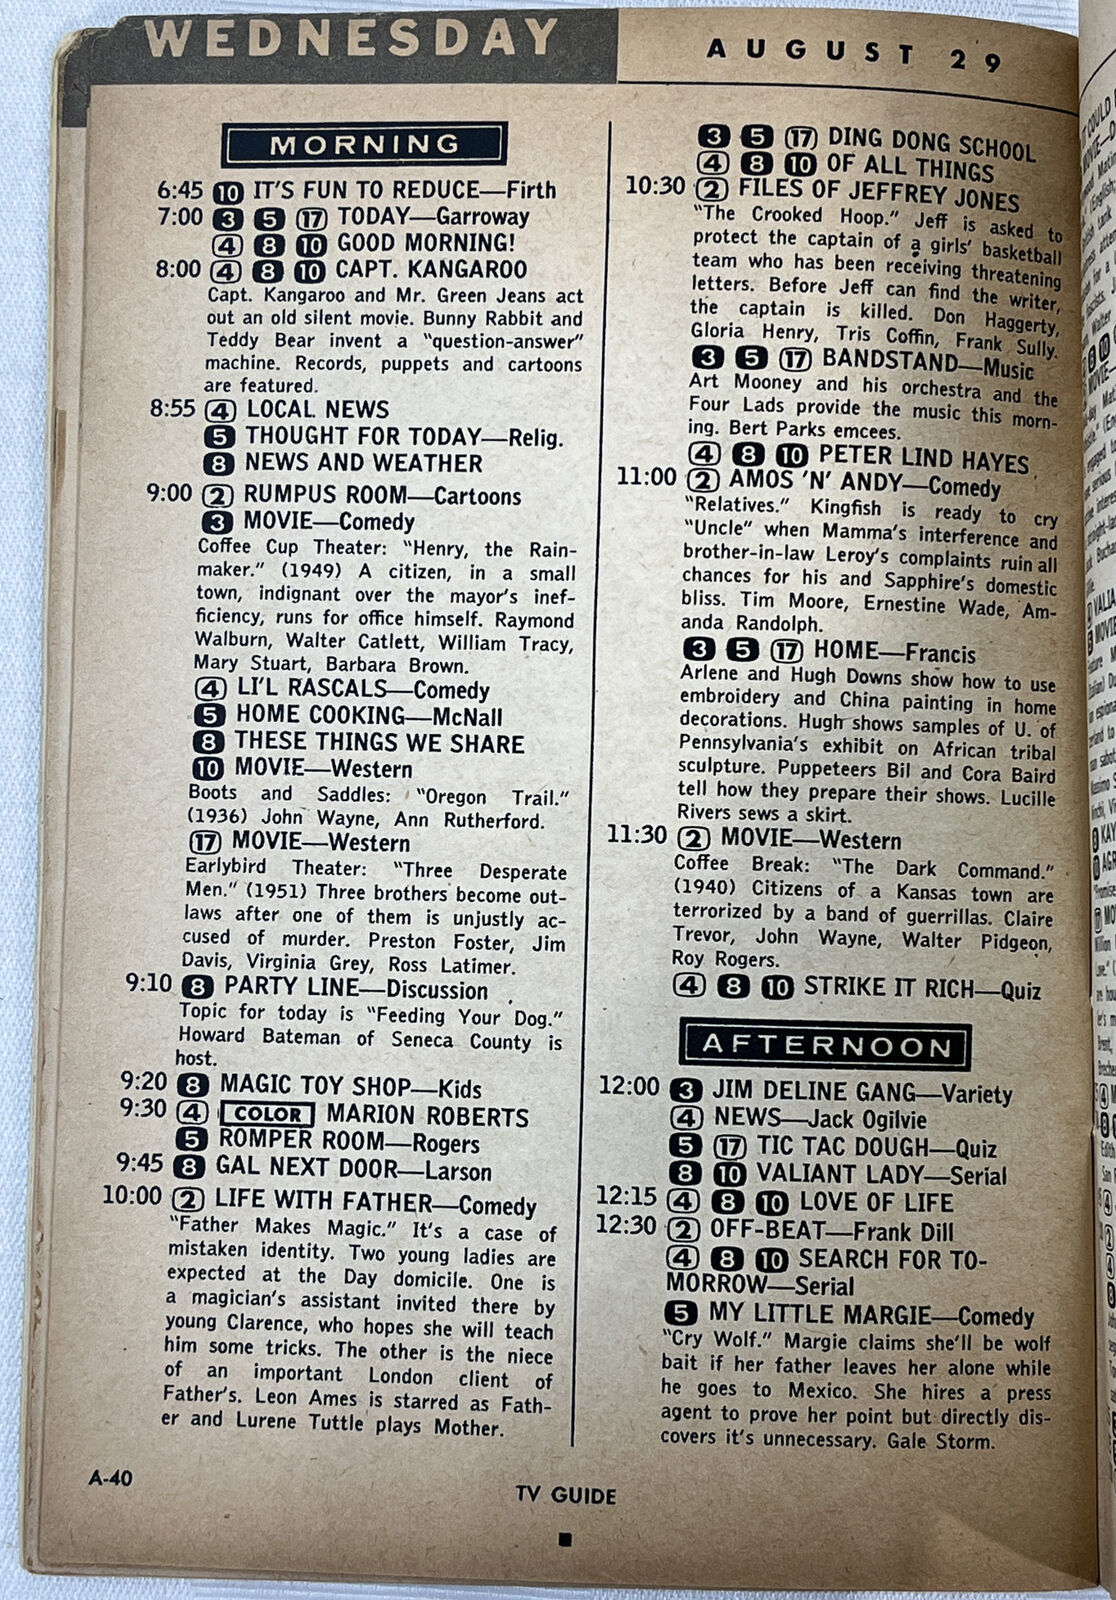 WEDNESDAY
AUGUST 29
MORNING
6:45 10 IT'S FUN TO REDUCE—Firth
7:00 3 5 17 TODAY—Garroway
4 8 10 GOOD MORNING!
8:00 4 8 10 CAPT. KANGAROO
Capt. Kangaroo and Mr. Green Jeans act
out an old silent movie. Bunny Rabbit and
Teddy Bear invent a "question-answer"
machine. Records, puppets and cartoons
are featured.
8:55 4 LOCAL NEWS
5 THOUGHT FOR TODAY—Relig.
8 NEWS AND WEATHER
9:00 2 RUMPUS ROOM—Cartoons
3 MOVIE—Comedy
Coffee Cup Theater: "Henry, the Rain-
maker." (1949) A citizen, in a small
town, indignant over the mayor's inef-
ficiency, runs for office himself. Raymond
Walburn, Walter Catlett, William Tracy,
Mary Stuart, Barbara Brown.
4 LI'L RASCALS—Comedy
5 HOME COOKING—McNall
8 THESE THINGS WE SHARE
10 MOVIE—Western
Boots and Saddles: "Oregon Trail."
(1936) John Wayne, Ann Rutherford.
17 MOVIE—Western
Earlybird Theater: "Three Desperate
Men." (1951) Three brothers become out-
laws after one of them is unjustly ac-
cused of murder. Preston Foster, Jim
Davis, Virginia Grey, Ross Latimer.
9:10 8 PARTY LINE—Discussion
Topic for today is "Feeding Your Dog."
Howard Bateman of Seneca County is
host.
9:20 8 MAGIC TOY SHOP—Kids
9:30 4 COLOR MARION ROBERTS
5 ROMPER ROOM—Rogers
9:45 8 GAL NEXT DOOR—Larson
10:00 2 LIFE WITH FATHER—Comedy
"Father Makes Magic." It's a case of
mistaken identity. Two young ladies are
expected at the Day domicile. One is
a magician's assistant invited there by
young Clarence, who hopes she will teach
him some tricks. The other is the niece
of an important London client of
Father's. Leon Ames is starred as Fath-
er and Lurene Tuttle plays Mother.
3 5 17 DING DONG SCHOOL
4 8 10 OF ALL THINGS
10:30 2 FILES OF JEFFREY JONES
"The Crooked Hoop." Jeff is asked to
protect the captain of a girls' basketball
team who has been receiving threatening
letters. Before Jeff can find the writer,
the captain is killed. Don Haggerty,
Gloria Henry, Tris Coffin, Frank Sully.
3 5 17 BANDSTAND—Music
Art Mooney and his orchestra and the
Four Lads provide the music this morn-
ing. Bert Parks emcees.
4 8 10 PETER LIND HAYES
11:00 2 AMOS 'N' ANDY—Comedy
"Relatives." Kingfish is ready to cry
"Uncle" when Mamma's interference and
brother-in-law Leroy's complaints ruin all
chances for his and Sapphire's domestic
bliss. Tim Moore, Ernestine Wade, Am-
anda Randolph.
3 5 17 HOME—Francis
Arlene and Hugh Downs show how to use
embroidery and China painting in home
decorations. Hugh shows samples of U. of
Pennsylvania's exhibit on African tribal
sculpture. Puppeteers Bil and Cora Baird
tell how they prepare their shows. Lucille
Rivers sews a skirt.
11:30 2 MOVIE—Western
Coffee Break: "The Dark Command."
(1940) Citizens of a Kansas town are
terrorized by a band of guerrillas. Claire
Trevor, John Wayne, Walter Pidgeon,
Roy Rogers.
4 8 10 STRIKE IT RICH—Quiz
AFTERNOON
12:00 3 JIM DELINE GANG—Variety
4 NEWS—Jack Ogilvie
5 17 TIC TAC DOUGH—Quiz
8 10 VALIANT LADY—Serial
12:15 4 8 10 LOVE OF LIFE
12:30 2 OFF-BEAT—Frank Dill
4 8 10 SEARCH FOR TO-
MORROW—Serial
5 MY LITTLE MARGIE—Comedy
"Cry Wolf." Margie claims she'll be wolf
bait if her father leaves her alone while
he goes to Mexico. She hires a press
agent to prove her point but directly dis-
covers it's unnecessary. Gale Storm.
A-40
TV GUIDE